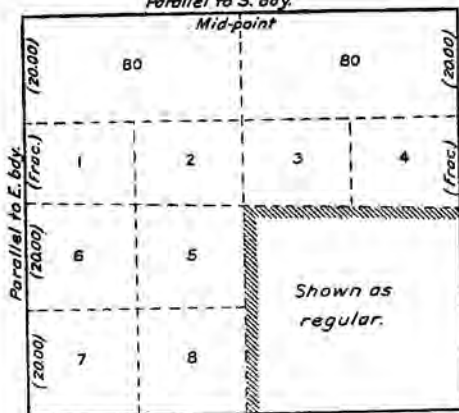 Parallel to S. bdy.
Mid-point
(20.00) 80 80 (20.00)
Parallel to E. bdy.
(Frac.) 1 2 3 4 (Frac.)
(20.00) 6 5
Shown as
regular.
(20.00) 7 8